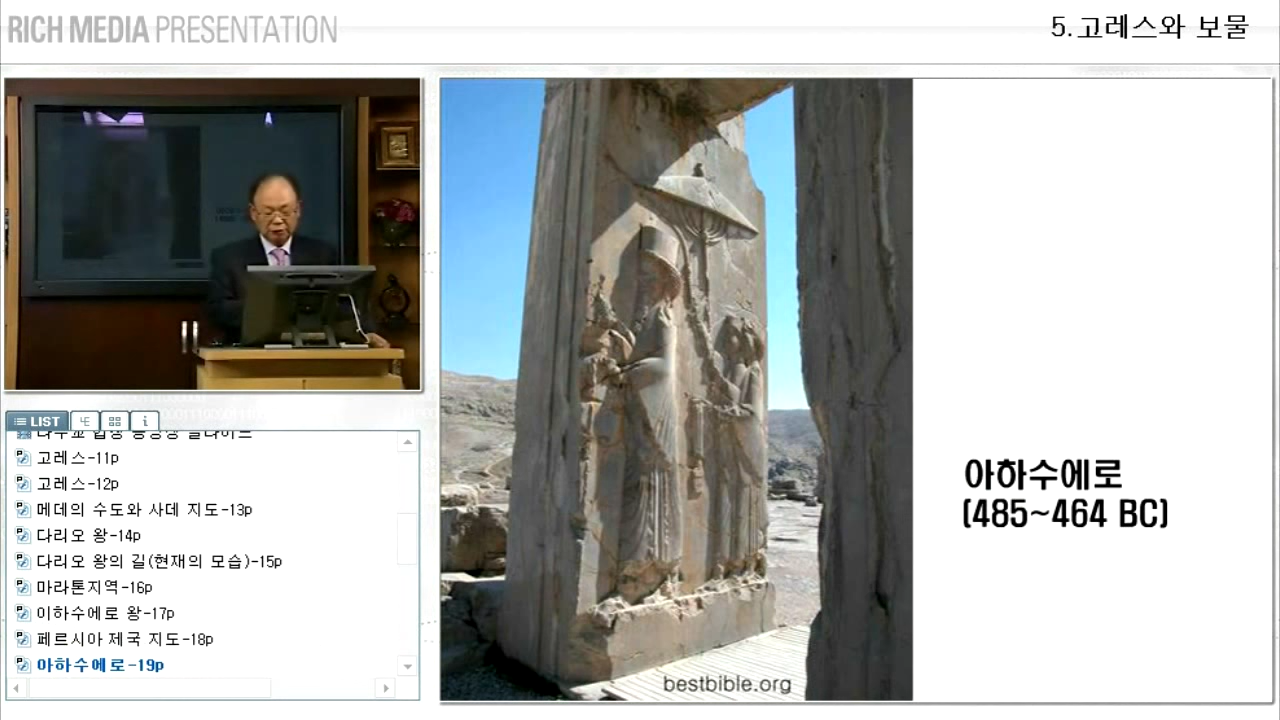 RICH MEDIA PRESENTATION
5.고레스와 보물
LIST
고레스-11p
고레스-12p
메데의 수도와 사데 지도-13p
다리오 왕-14p
다리오 왕의 길(현재의 모습)-15p
마라톤지역-16p
이하수에로 왕-17p
페르시아 제국 지도-18p
아하수에로-19p
아하수에로
(485~464 BC)
bestbible.org